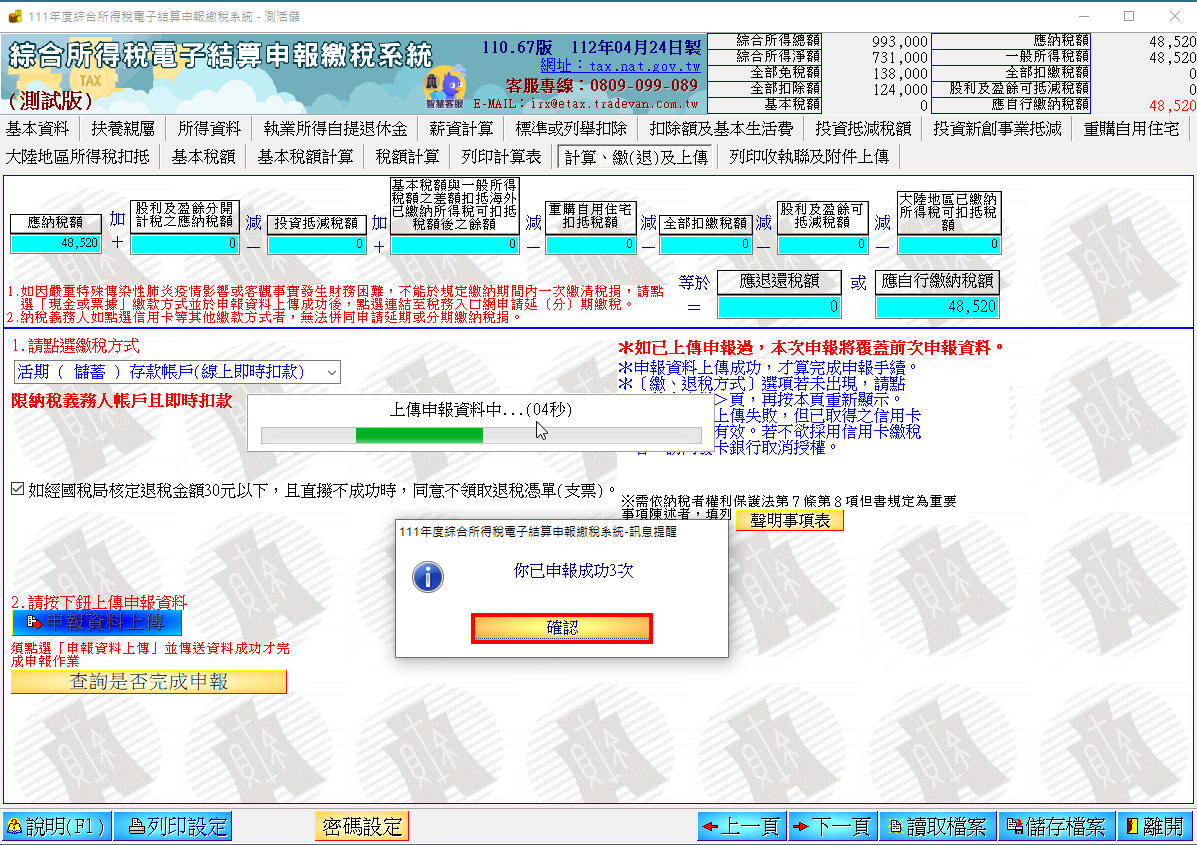 111年度綜合所得稅電子結算申報繳稅系統 - 測活儲
綜合所得稅電子結算申報繳稅系統
TAX
(測試版)
110.67版 112年04月24日製
網址：tax.nat.gov.tw
客服專線：0809-099-089
E-MAIL：irx@etax.tradevan.com.tw
智慧客服
綜合所得總額 993,000 應納稅額 48,520
綜合所得淨額 731,000 一般所得稅額 48,520
全部免稅額 138,000 全部扣繳稅額 0
全部扣除額 124,000 股利及盈餘可抵減稅額 0
基本稅額 0 應自行繳納稅額 48,520
基本資料 扶養親屬 所得資料 執業所得自提退休金 薪資計算 標準或列舉扣除 扣除額及基本生活費 投資抵減稅額 投資新創事業抵減 重購自用住宅
大陸地區所得稅扣抵 基本稅額 基本稅額計算 稅額計算 列印計算表 計算、繳(退)及上傳 列印收執聯及附件上傳
應納稅額
48,520
加
+
股利及盈餘分開
計稅之應納稅額
0
減
—
投資抵減稅額
0
加
+
基本稅額與一般所得
稅額之差額扣抵海外
已繳納所得稅可扣抵
稅額後之餘額
0
減
—
重購自用住宅
扣抵稅額
0
減
—
全部扣繳稅額
0
減
—
股利及盈餘可
抵減稅額
0
減
—
大陸地區已繳納
所得稅可扣抵稅
額
0
1.如因嚴重特殊傳染性肺炎疫情影響或客觀事實發生財務困難，不能於規定繳納期間內一次繳清稅捐，請點
選「現金或票據」繳款方式並於申報資料上傳成功後，點選連結至稅務入口網申請延（分）期繳稅。
2.納稅義務人如點選信用卡等其他繳款方式者，無法併同申請延期或分期繳納稅捐。
等於
=
應退還稅額
0
或
應自行繳納稅額
48,520
1.請點選繳稅方式
活期（ 儲蓄 ）存款帳戶(線上即時扣款)
限納稅義務人帳戶且即時扣款
＊如已上傳申報過，本次申報將覆蓋前次申報資料。
＊申報資料上傳成功，才算完成申報手續。
＊〔繳、退稅方式〕選項若未出現，請點
＞頁，再按本頁重新顯示。
上傳失敗，但已取得之信用卡
有效。若不欲採用信用卡繳稅
卡銀行取消授權。
上傳申報資料中...(04秒)
☑如經國稅局核定退稅金額30元以下，且直撥不成功時，同意不領取退稅憑單(支票)。
※需依納稅者權利保護法第７條第８項但書規定為重要
事項陳述者，填列
聲明事項表
111年度綜合所得稅電子結算申報繳稅系統-訊息提醒
你已申報成功3次
確認
2.請按下鈕上傳申報資料
申報資料上傳
須點選「申報資料上傳」並傳送資料成功才完
成申報作業
查詢是否完成申報
說明(F1) 列印設定 密碼設定 上一頁 下一頁 讀取檔案 儲存檔案 離開